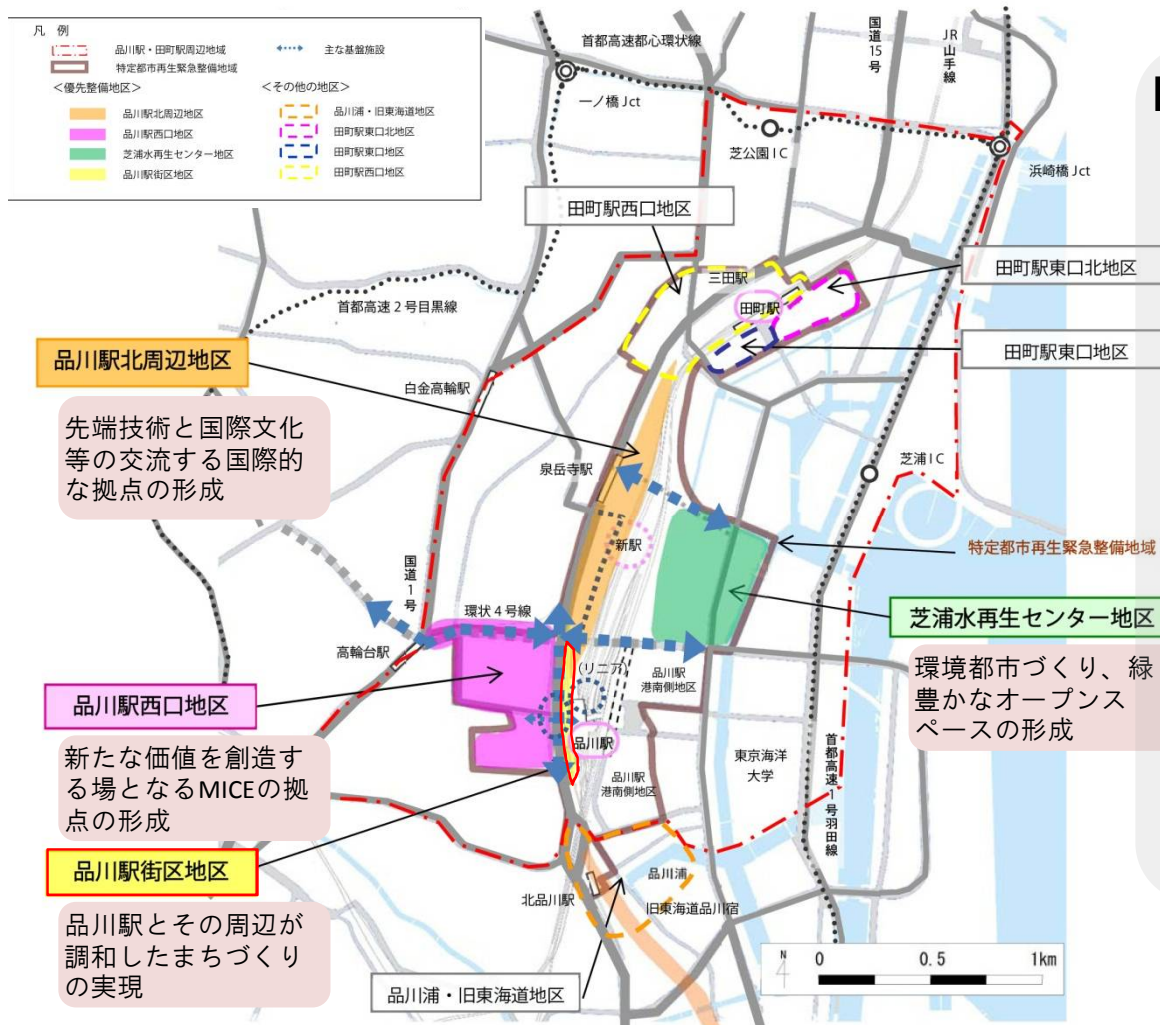 凡 例
品川駅・田町駅周辺地域
特定都市再生緊急整備地域
主な基盤施設
<優先整備地区>
品川駅北周辺地区
品川駅西口地区
芝浦水再生センター地区
品川駅街区地区
<その他の地区>
品川浦・旧東海道地区
田町駅東口北地区
田町駅東口地区
田町駅西口地区
首都高速都心環状線
国道15号
JR山手線
一ノ橋Jct
芝公園IC
浜崎橋Jct
田町駅西口地区
三田駅
田町駅
田町駅東口北地区
田町駅東口地区
首都高速2号目黒線
品川駅北周辺地区
先端技術と国際文化
等の交流する国際的
な拠点の形成
白金高輪駅
泉岳寺駅
芝浦IC
新駅
特定都市再生緊急整備地域
国道1号
環状4号線
高輪台駅
芝浦水再生センター地区
環境都市づくり、緑
豊かなオープンス
ペースの形成
(リニア)
品川駅
港南側地区
品川駅西口地区
新たな価値を創造す
る場となるMICEの拠
点の形成
品川駅
品川駅
港南側地区
東京海洋
大学
首都高速1号羽田線
品川駅街区地区
品川駅とその周辺が
調和したまちづくり
の実現
北品川駅
品川浦
旧東海道品川宿
品川浦・旧東海道地区
N
0 0.5 1km